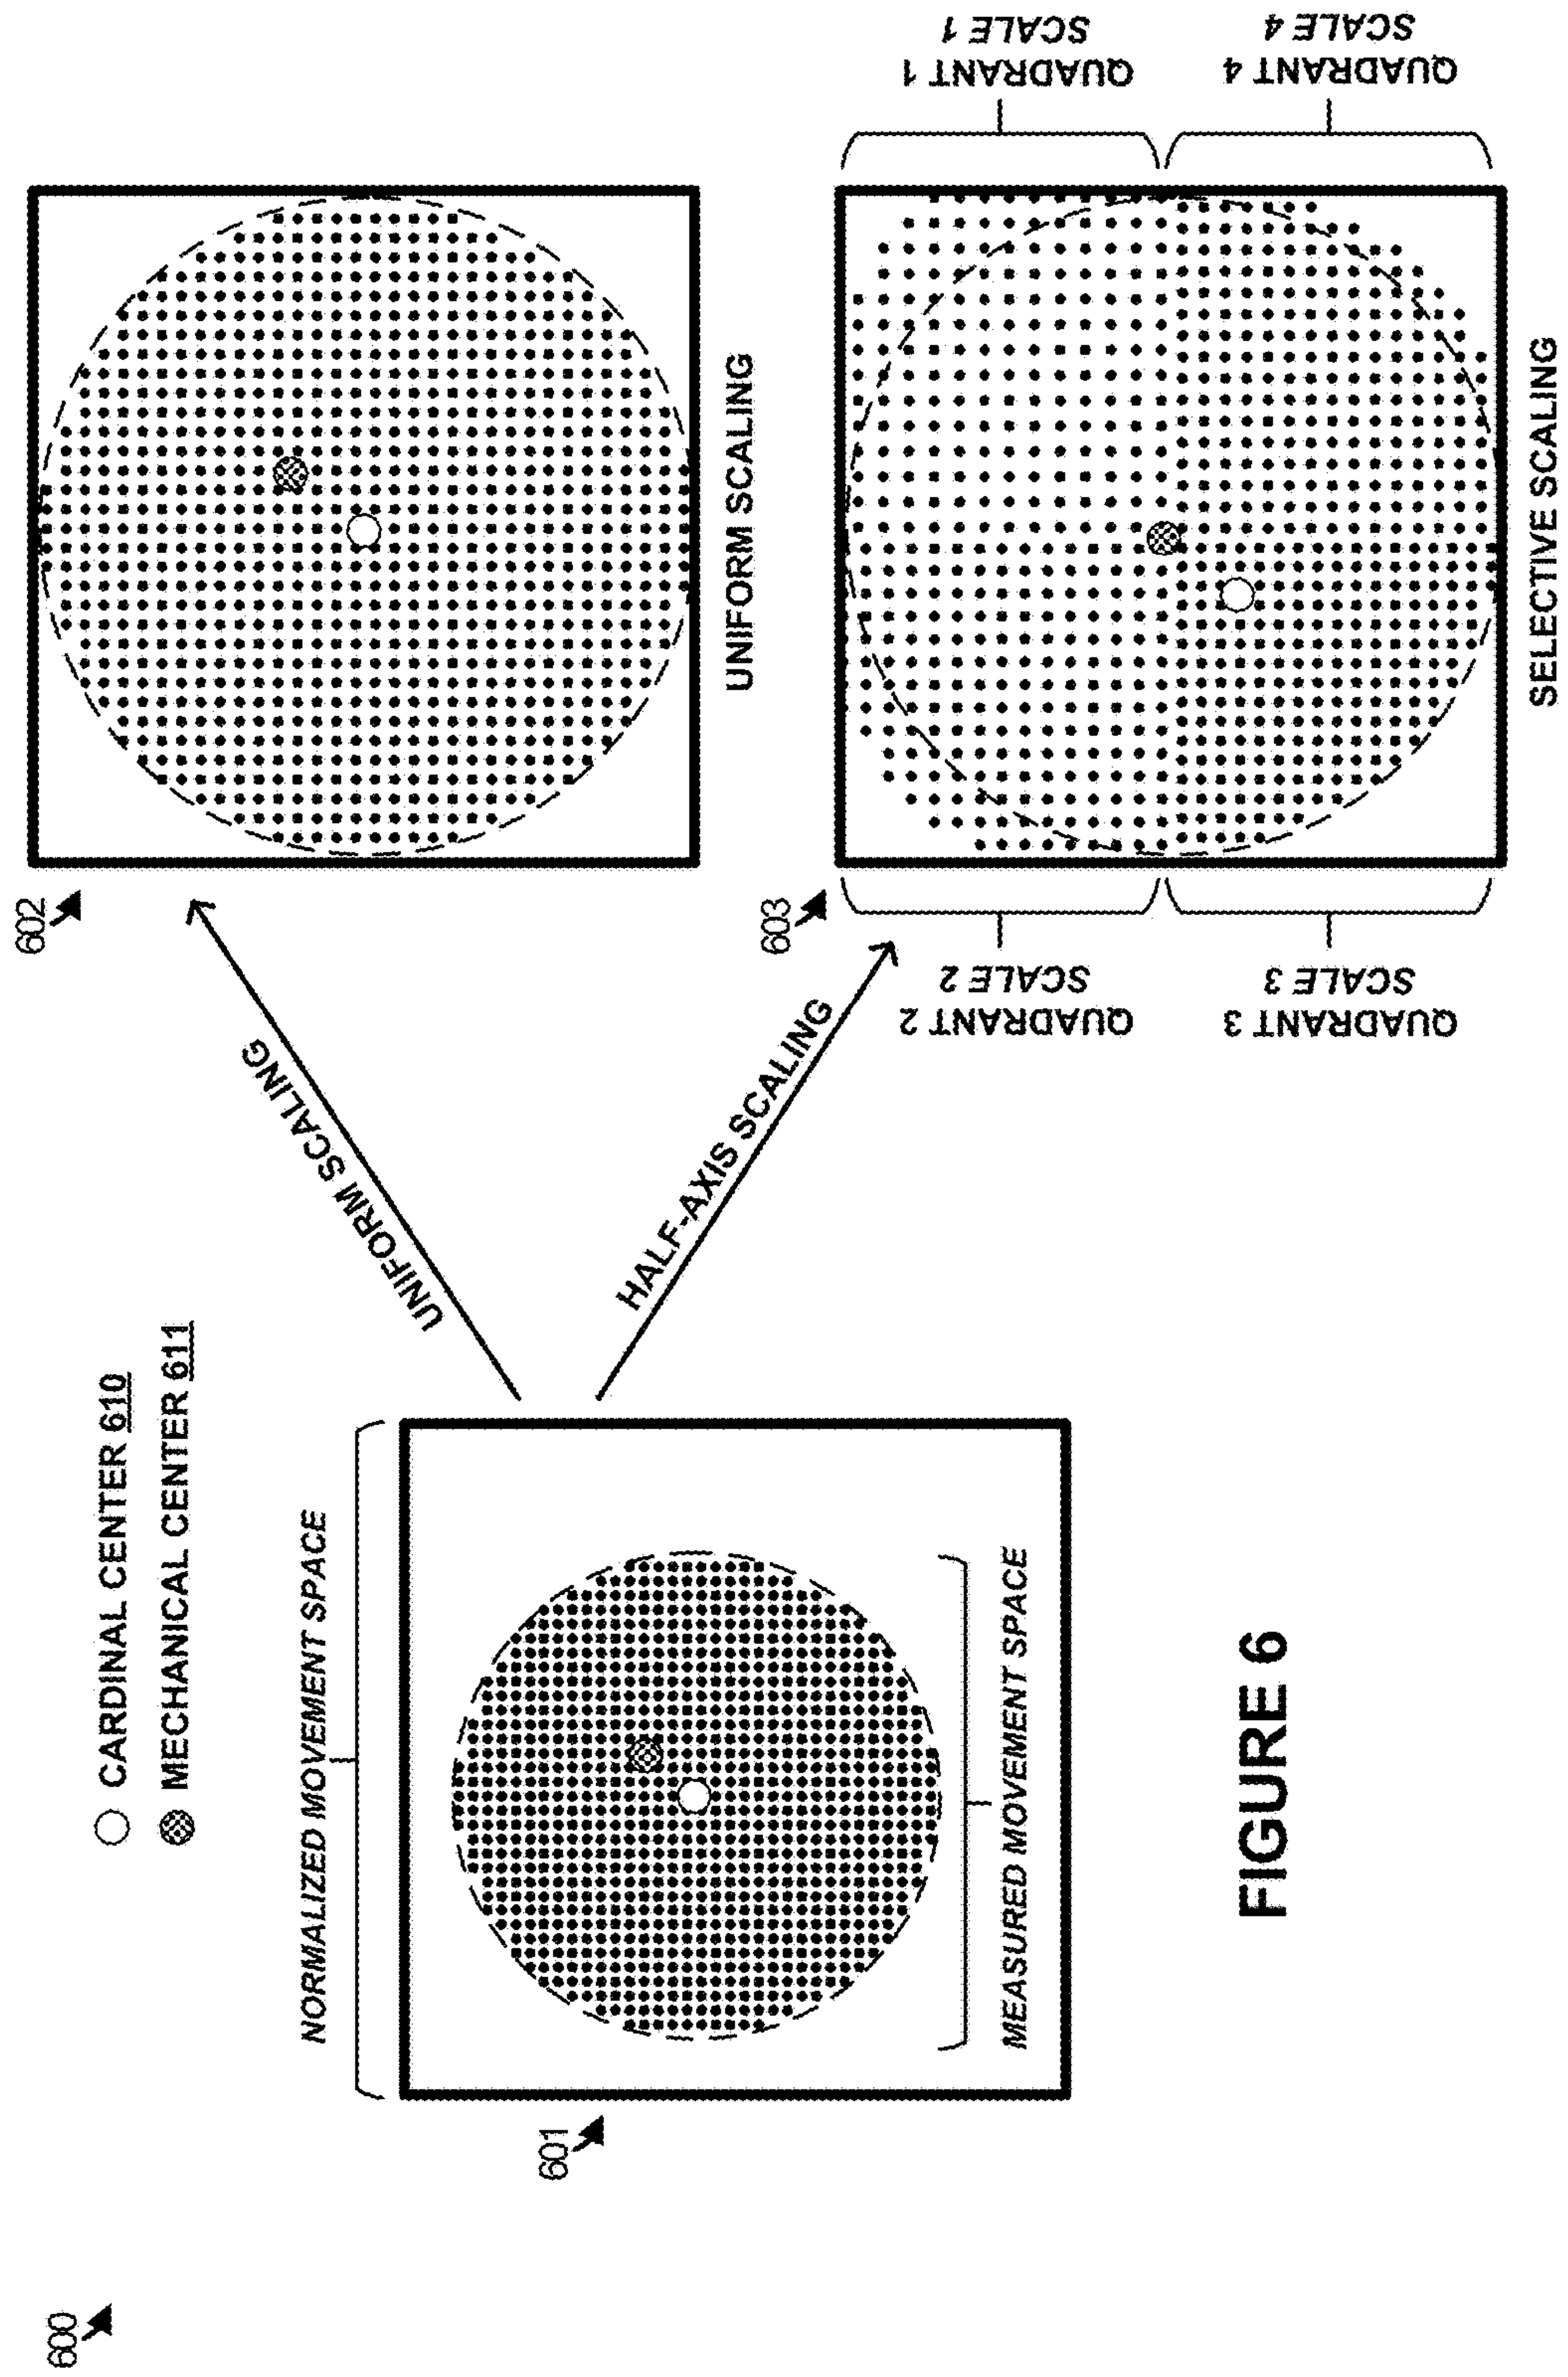 600
CARDINAL CENTER 610
MECHANICAL CENTER 611
601
NORMALIZED MOVEMENT SPACE
MEASURED MOVEMENT SPACE
UNIFORM SCALING
HALF-AXIS SCALING
602
UNIFORM SCALING
603
QUADRANT 2
SCALE 2
QUADRANT 1
SCALE 1
QUADRANT 3
SCALE 3
QUADRANT 4
SCALE 4
SELECTIVE SCALING
FIGURE 6